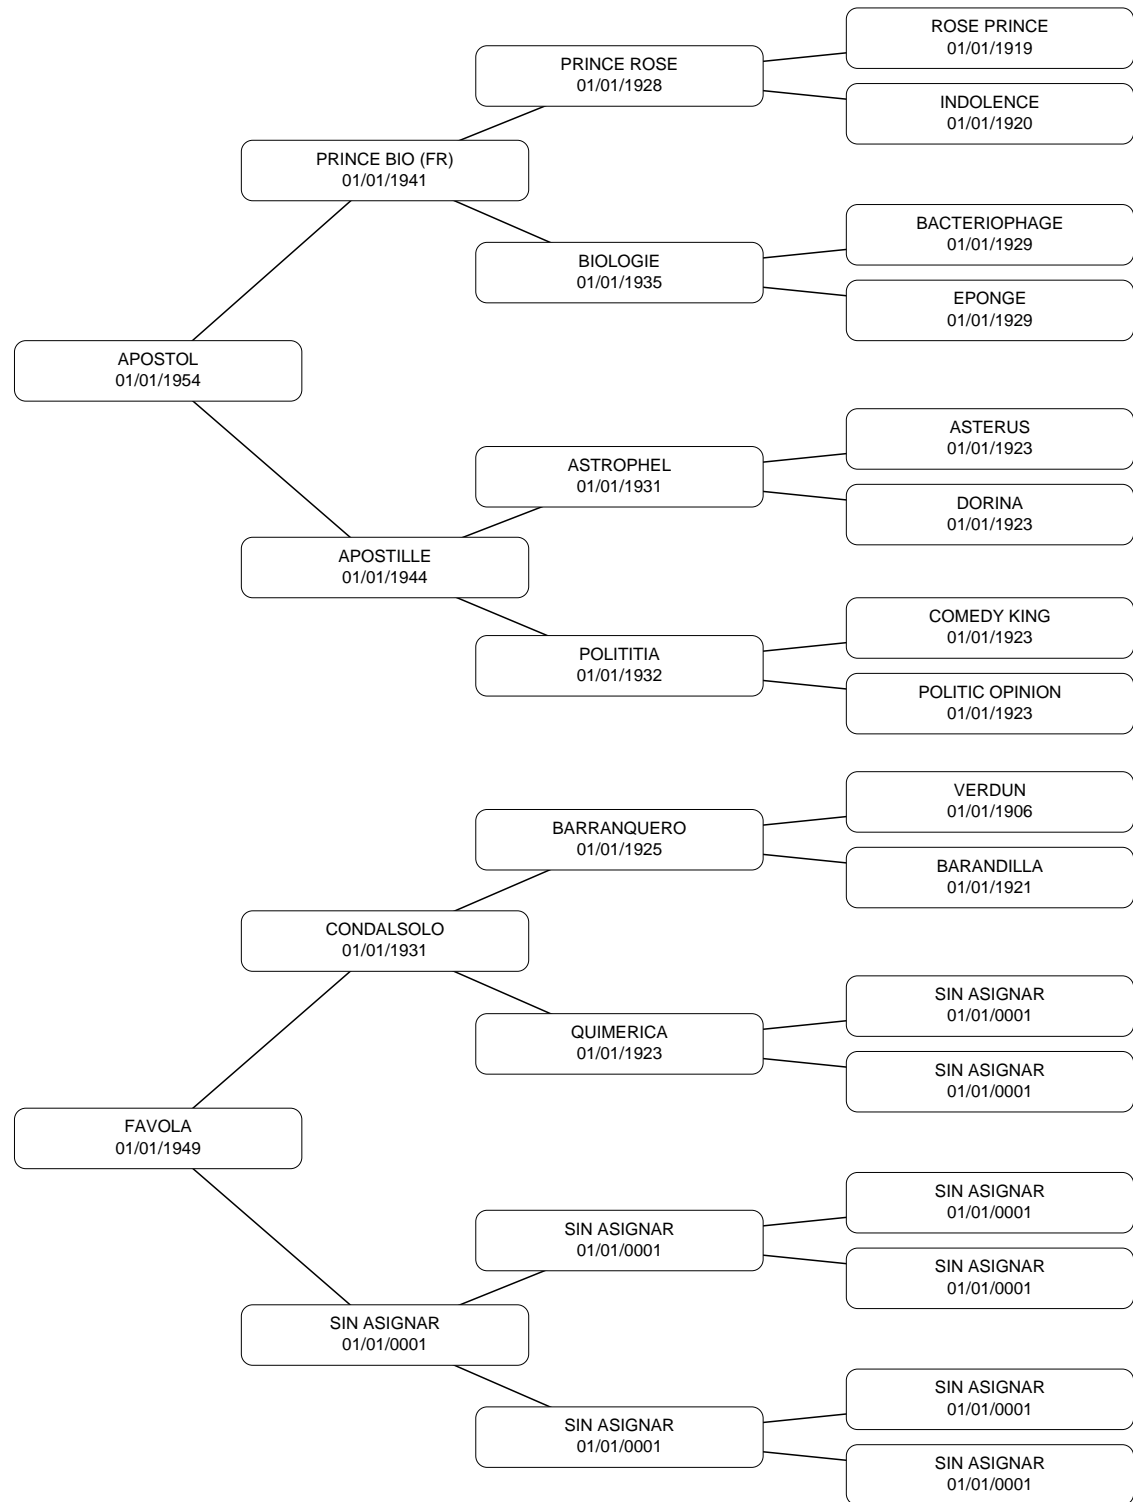 ROSE PRINCE
01/01/1919
PRINCE ROSE
01/01/1928
INDOLENCE
01/01/1920
PRINCE BIO (FR)
01/01/1941
BACTERIOPHAGE
01/01/1929
BIOLOGIE
01/01/1935
EPONGE
01/01/1929
APOSTOL
01/01/1954
ASTERUS
01/01/1923
ASTROPHEL
01/01/1931
DORINA
01/01/1923
APOSTILLE
01/01/1944
COMEDY KING
01/01/1923
POLITITIA
01/01/1932
POLITIC OPINION
01/01/1923
VERDUN
01/01/1906
BARRANQUERO
01/01/1925
BARANDILLA
01/01/1921
CONDALSOLO
01/01/1931
SIN ASIGNAR
01/01/0001
QUIMERICA
01/01/1923
SIN ASIGNAR
01/01/0001
FAVOLA
01/01/1949
SIN ASIGNAR
01/01/0001
SIN ASIGNAR
01/01/0001
SIN ASIGNAR
01/01/0001
SIN ASIGNAR
01/01/0001
SIN ASIGNAR
01/01/0001
SIN ASIGNAR
01/01/0001
SIN ASIGNAR
01/01/0001